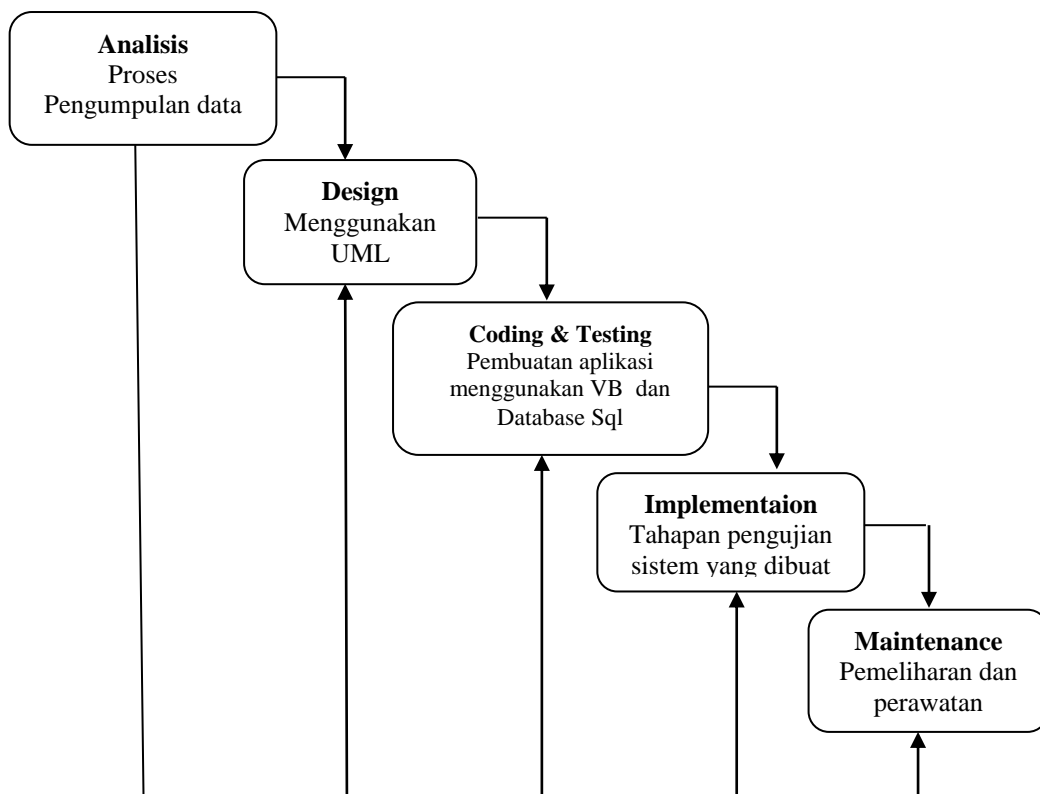 Analisis
Proses
Pengumpulan data
Design
Menggunakan
UML
Coding & Testing
Pembuatan aplikasi
menggunakan VB dan
Database Sql
Implementaion
Tahapan pengujian
sistem yang dibuat
Maintenance
Pemeliharan dan
perawatan